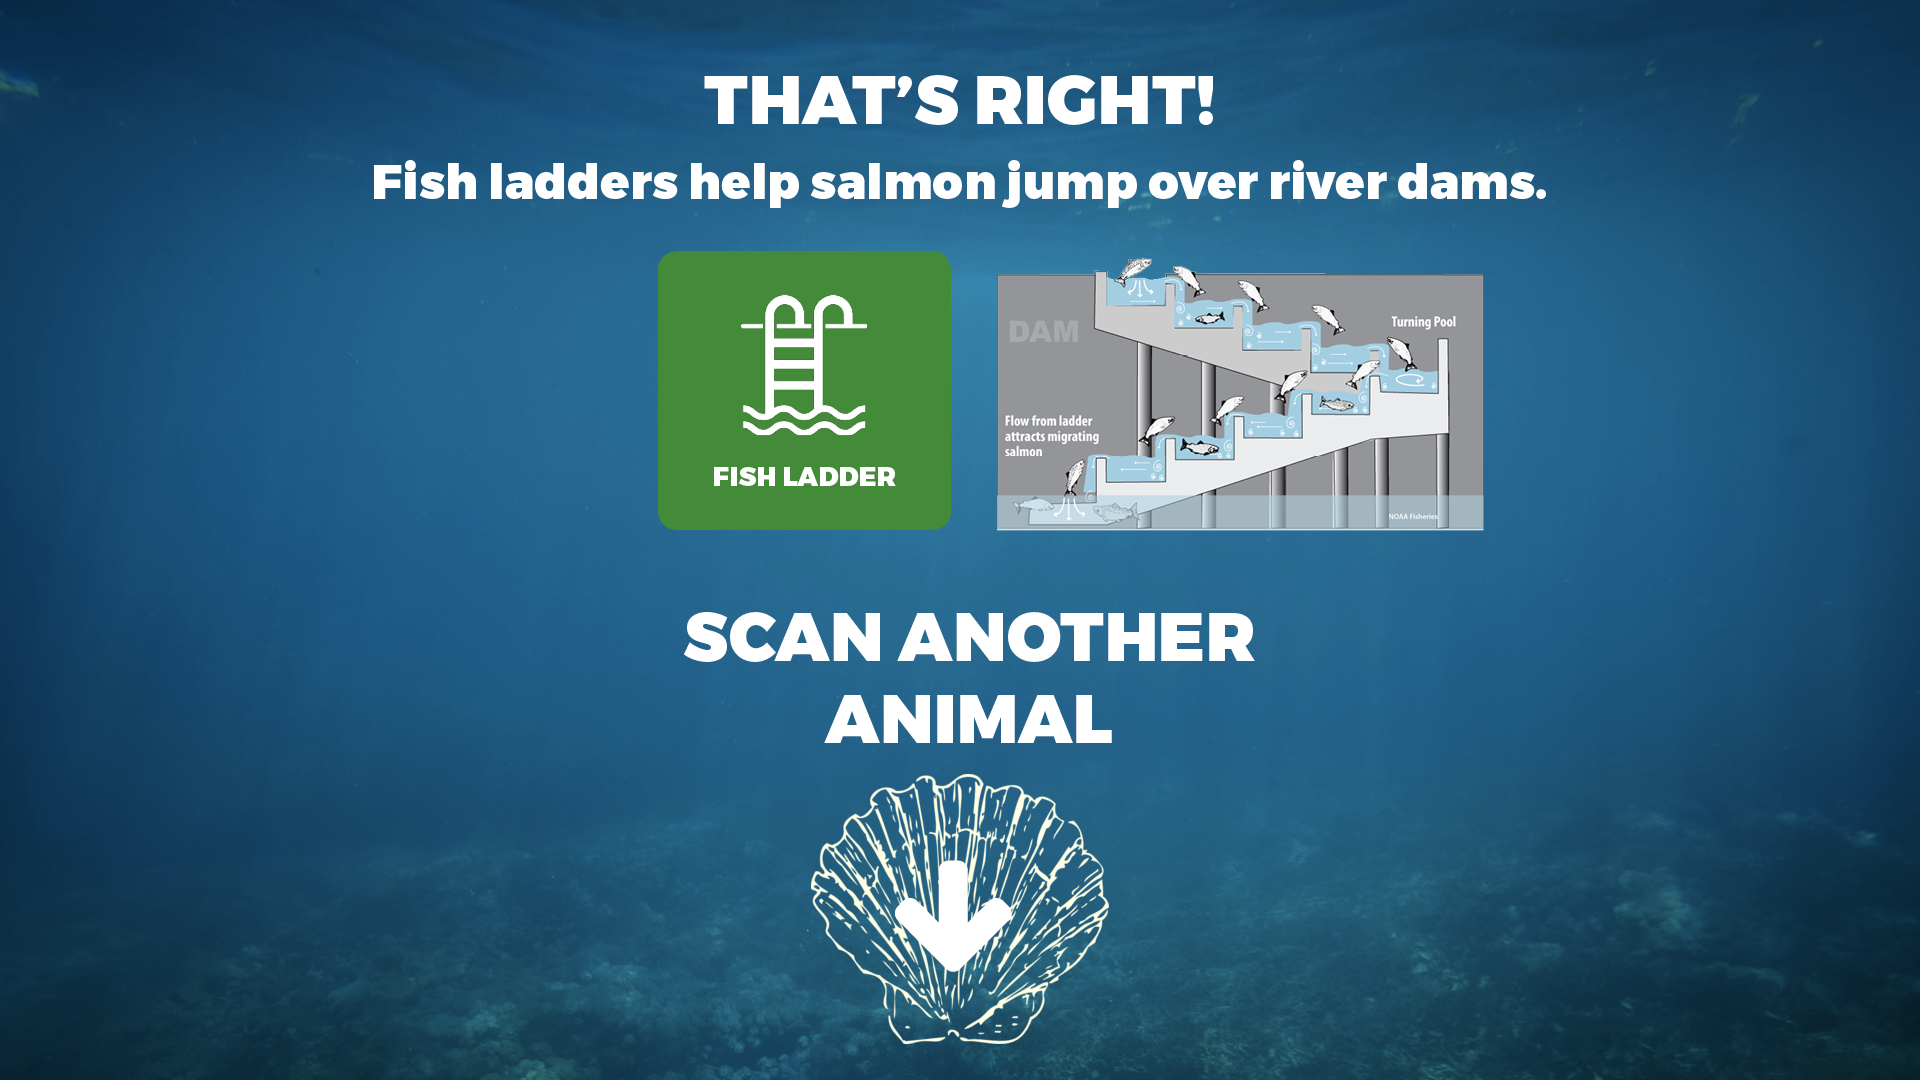 THAT’S RIGHT!
Fish ladders help salmon jump over river dams.
FISH LADDER
DAM
Turning Pool
Flow from ladder
attracts migrating
salmon
NOAA Fisheries
SCAN ANOTHER
ANIMAL